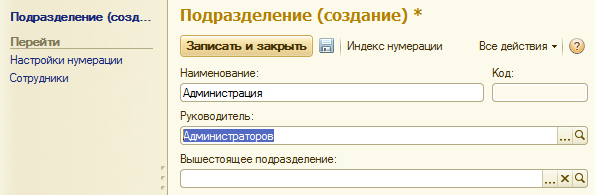 Подразделение (созд...
Перейти
Настройки нумерации
Сотрудники
Подразделение (создание) *
Записать и закрыть Индекс нумерации Все действия ?
Наименование: Код:
Администрация
Руководитель:
Администраторов ...
Вышестоящее подразделение:
... ×